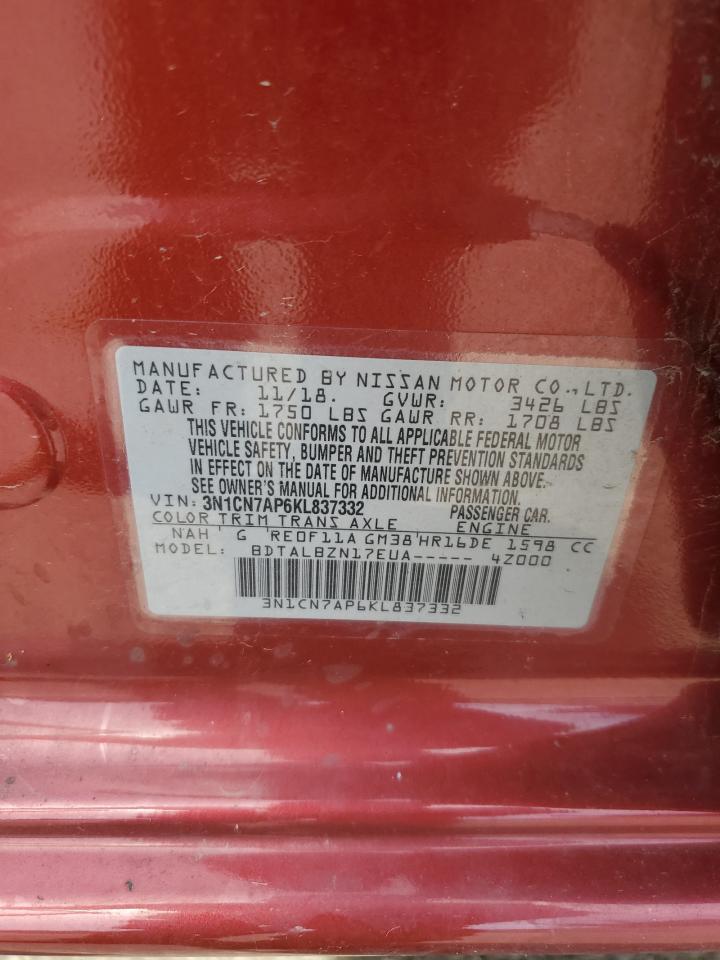 MANUFACTURED BY NISSAN MOTOR CO., LTD.
DATE: 11/18. GVWR: 3426 LBS
GAWR FR: 1750 LBS GAWR RR: 1708 LBS
THIS VEHICLE CONFORMS TO ALL APPLICABLE FEDERAL MOTOR
VEHICLE SAFETY, BUMPER AND THEFT PREVENTION STANDARDS
IN EFFECT ON THE DATE OF MANUFACTURE SHOWN ABOVE.
SEE OWNER'S MANUAL FOR ADDITIONAL INFORMATION.
VIN: 3N1CN7AP6KL837332 PASSENGER CAR.
COLOR TRIM TRANS AXLE ENGINE
NAH ' G ' RE0F11A GM38'HR16DE 1598 CC
MODEL: BDTALBZN17EUA----- 4Z000
3N1CN7AP6KL837332